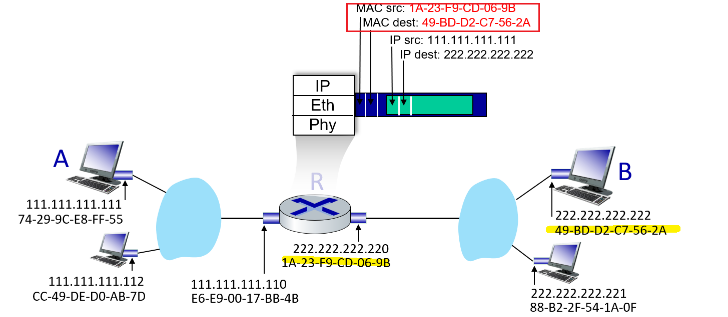 MAC src: 1A-23-F9-CD-06-9B
MAC dest: 49-BD-D2-C7-56-2A
IP src: 111.111.111.111
IP dest: 222.222.222.222
IP
Eth
Phy
A
R
B
111.111.111.111
74-29-9C-E8-FF-55
222.222.222.222
49-BD-D2-C7-56-2A
222.222.222.220
1A-23-F9-CD-06-9B
111.111.111.112
CC-49-DE-D0-AB-7D
111.111.111.110
E6-E9-00-17-BB-4B
222.222.222.221
88-B2-2F-54-1A-0F